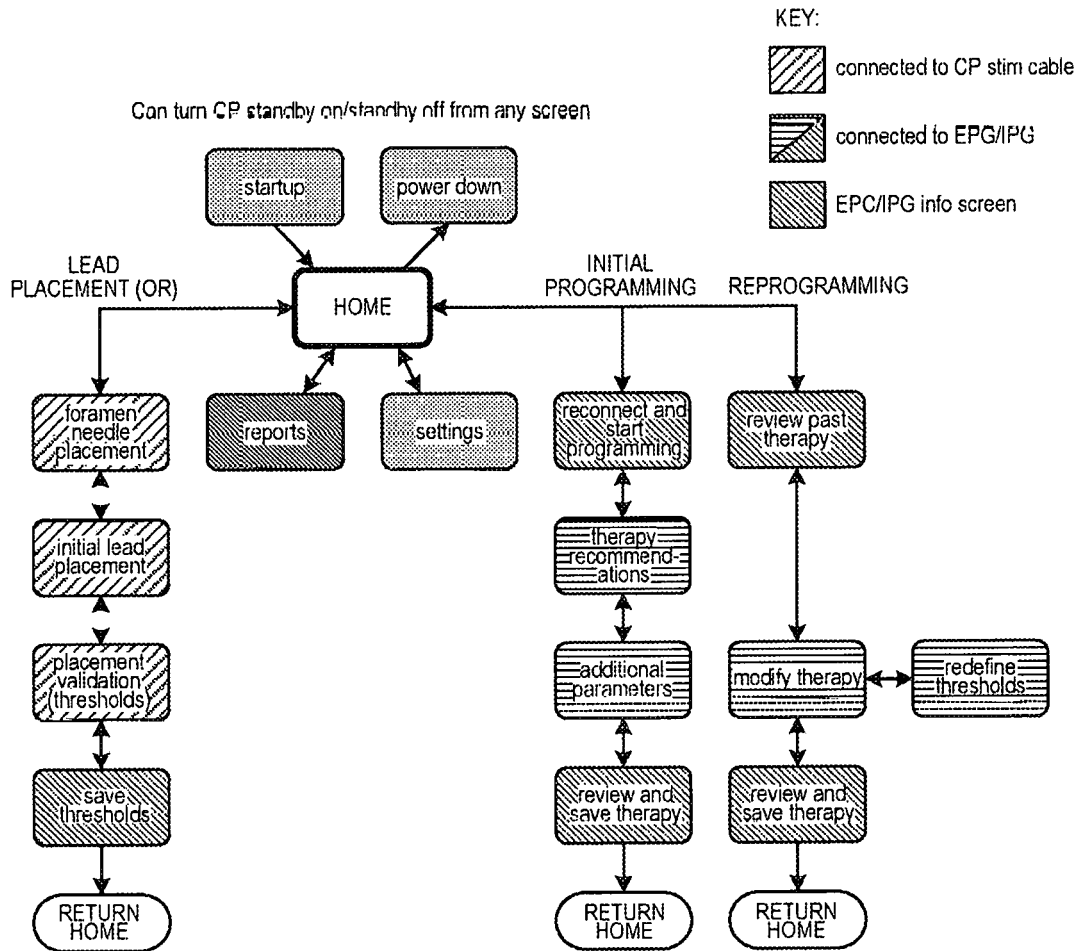 KEY:
connected to CP stim cable
connected to EPG/IPG
EPC/IPG info screen
Can turn CP standby on/standby off from any screen
startup
power down
LEAD
PLACEMENT (OR)
HOME
INITIAL
PROGRAMMING
REPROGRAMMING
foramen
needle
placement
reports
settings
reconnect and
start
programming
review past
therapy
initial lead
placement
therapy
recommend-
ations
placement
validation
(thresholds)
additional
parameters
modify therapy
redefine
thresholds
save
thresholds
review and
save therapy
review and
save therapy
RETURN
HOME
RETURN
HOME
RETURN
HOME